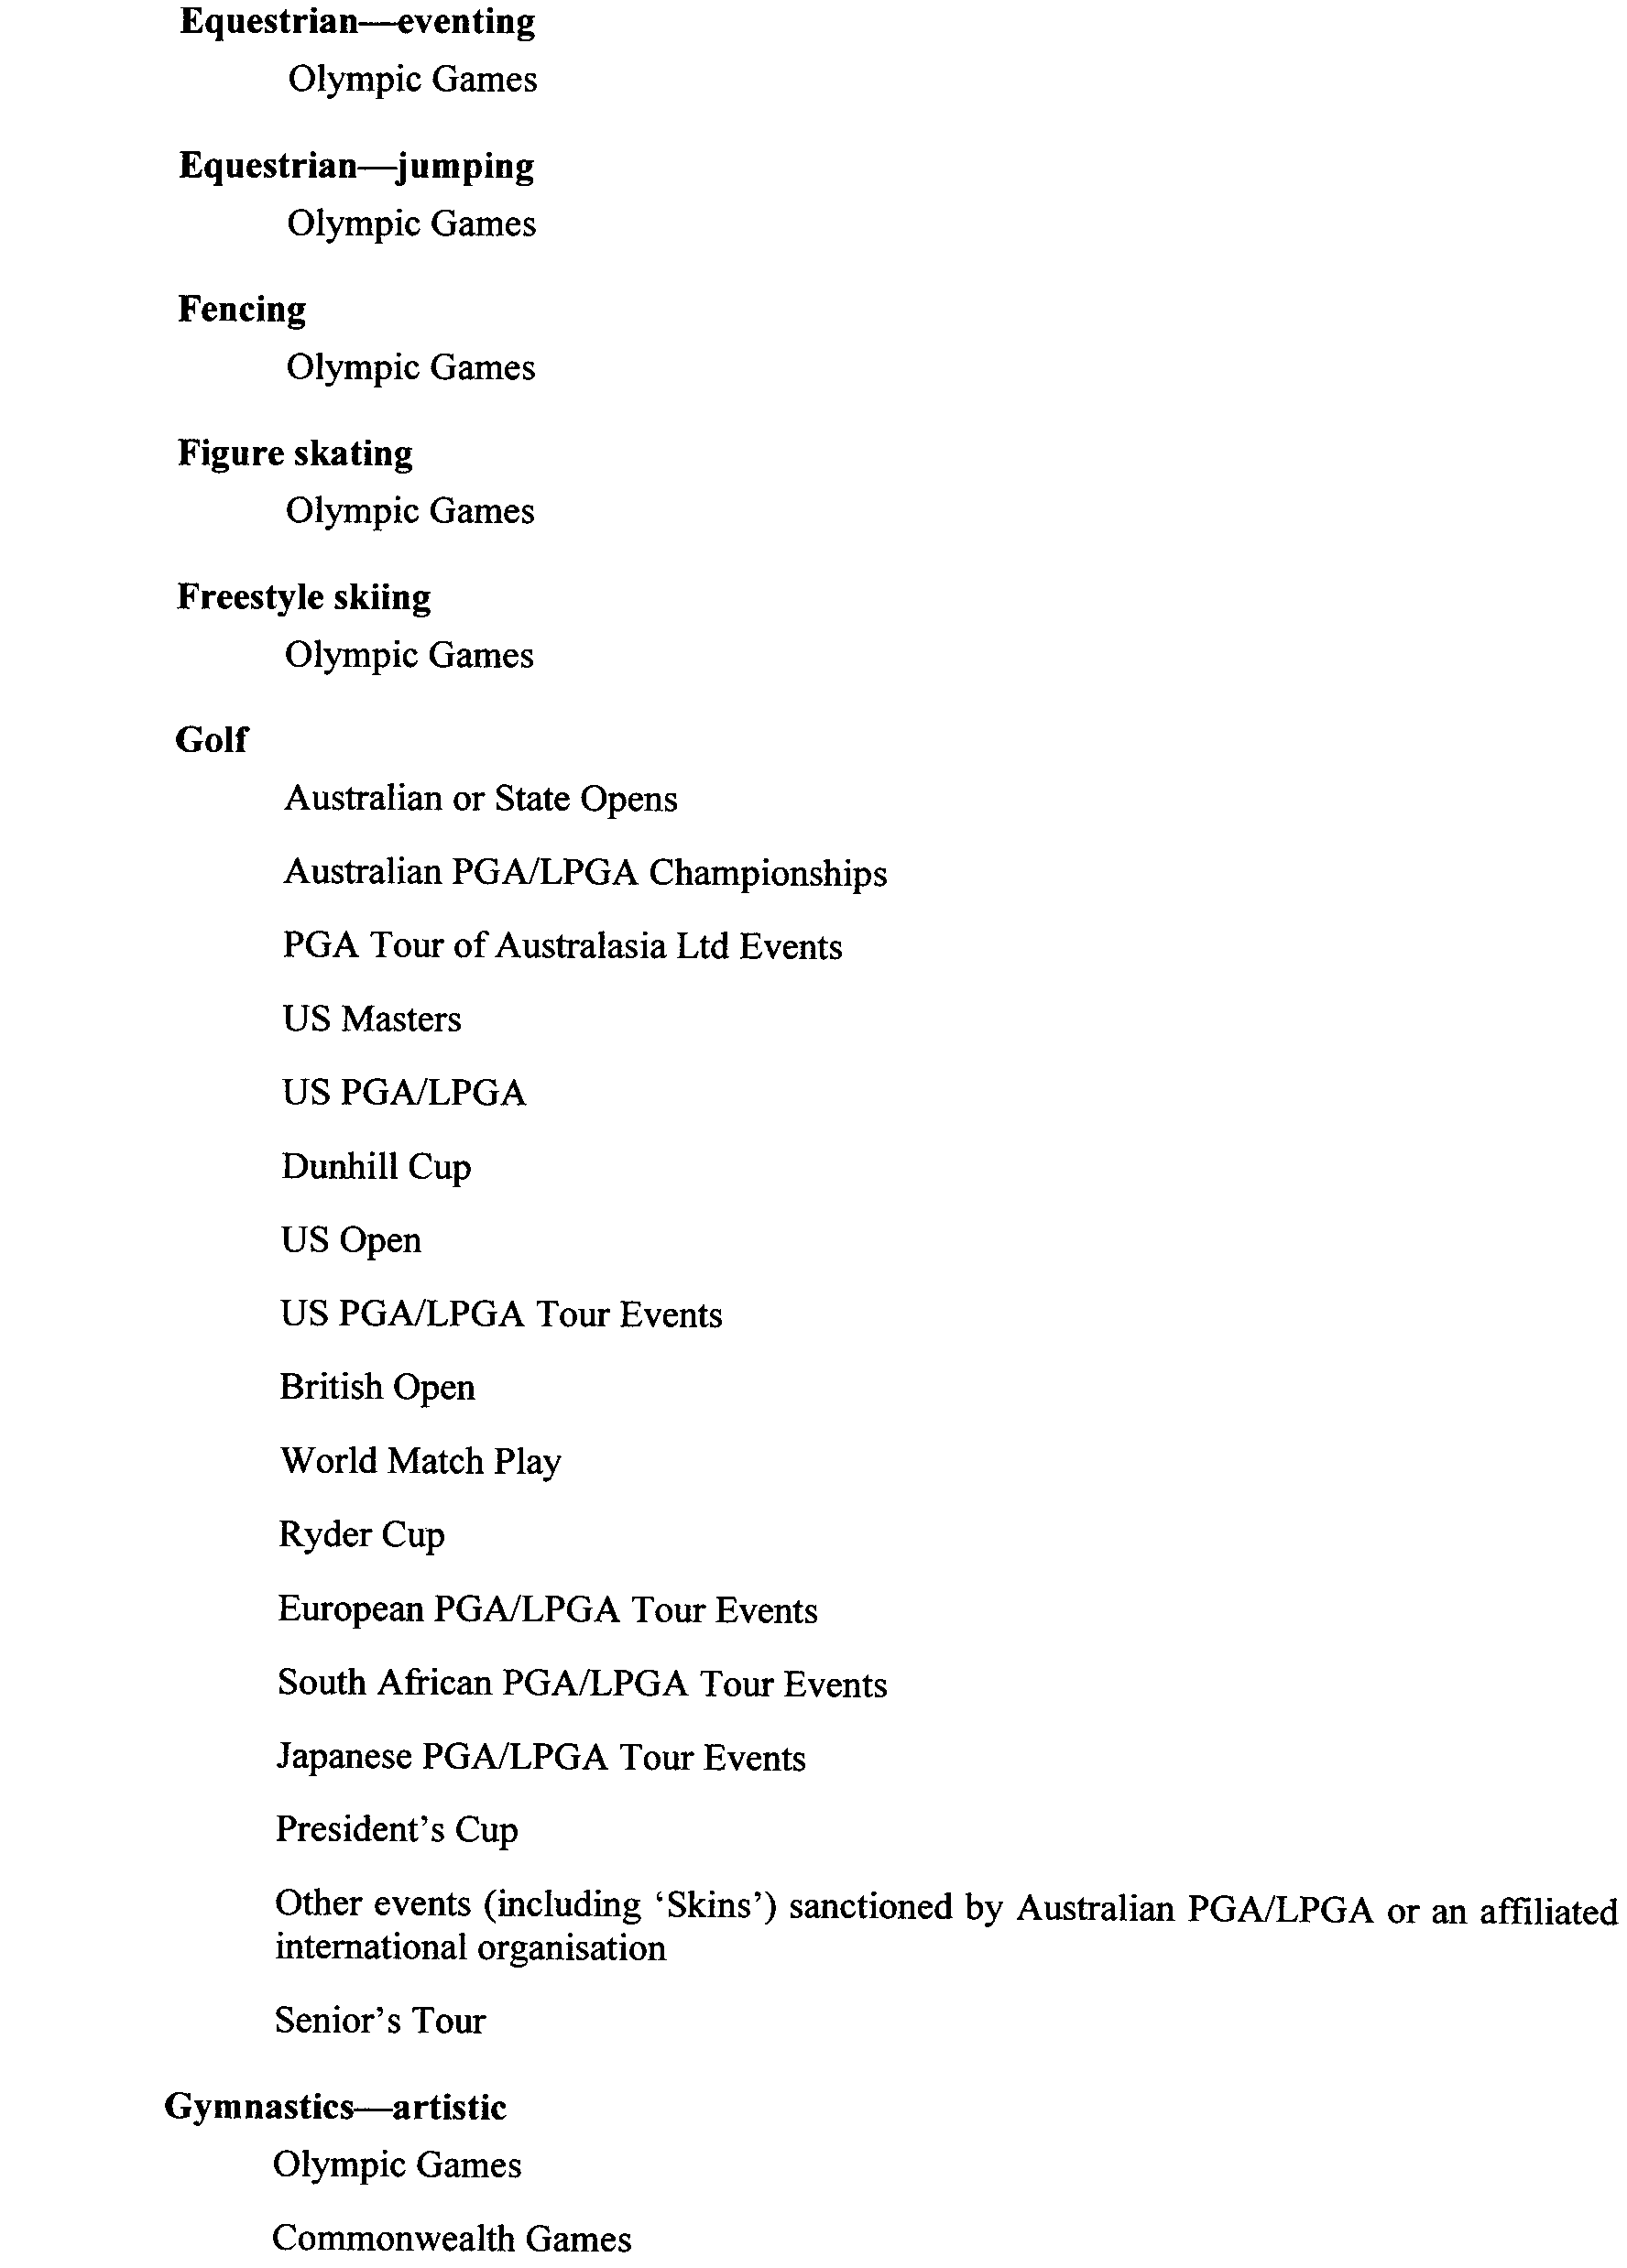 Equestrian—eventing
Olympic Games
Equestrian—jumping
Olympic Games
Fencing
Olympic Games
Figure skating
Olympic Games
Freestyle skiing
Olympic Games
Golf
Australian or State Opens
Australian PGA/LPGA Championships
PGA Tour of Australasia Ltd Events
US Masters
US PGA/LPGA
Dunhill Cup
US Open
US PGA/LPGA Tour Events
British Open
World Match Play
Ryder Cup
European PGA/LPGA Tour Events
South African PGA/LPGA Tour Events
Japanese PGA/LPGA Tour Events
President’s Cup
Other events (including ‘Skins’) sanctioned by Australian PGA/LPGA or an affiliated
international organisation
Senior’s Tour
Gymnastics—artistic
Olympic Games
Commonwealth Games